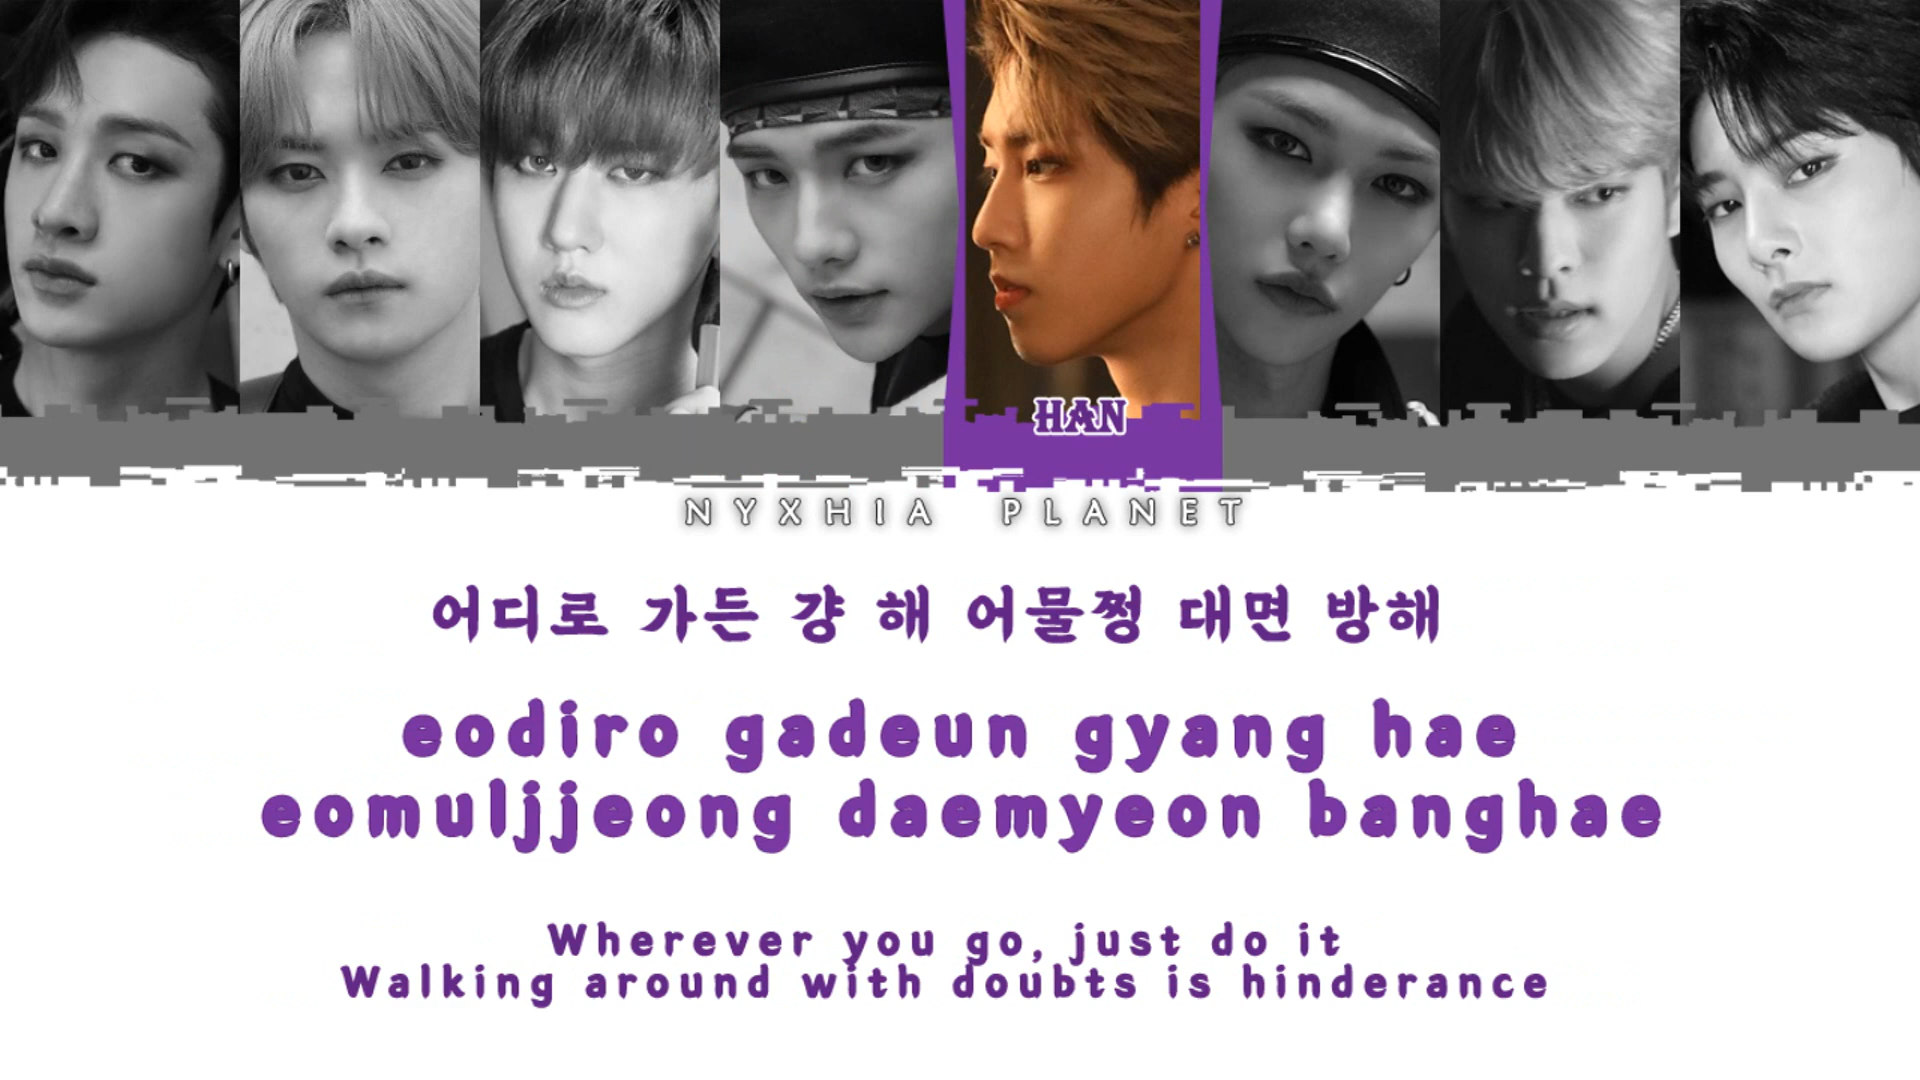 HAN
NYXHIA PLANET
어디로 가든 걍 해 어물쩡 대면 방해
eodiro gadeun gyang hae
eomuljjeong daemyeon banghae
Wherever you go, just do it
Walking around with doubts is hinderance